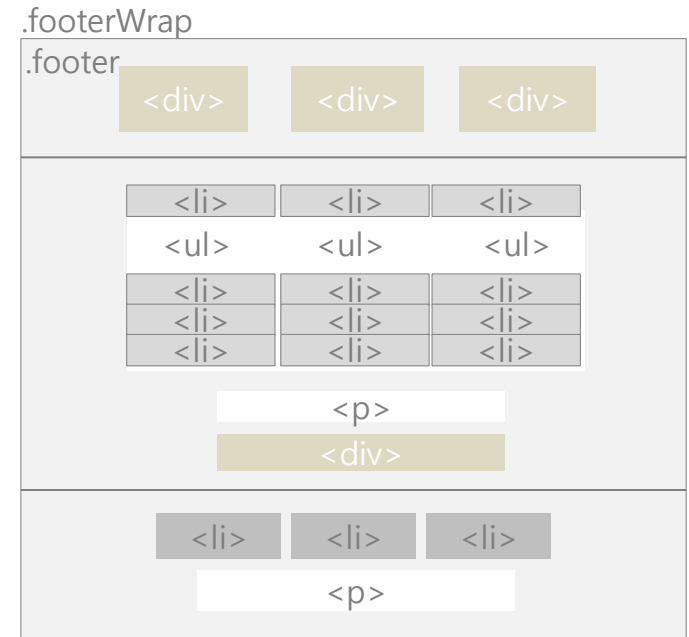 .footerWrap
.footer
<div> <div> <div>
<li> <li> <li>
<ul> <ul> <ul>
<li> <li> <li>
<li> <li> <li>
<li> <li> <li>
<p>
<div>
<li> <li> <li>
<p>